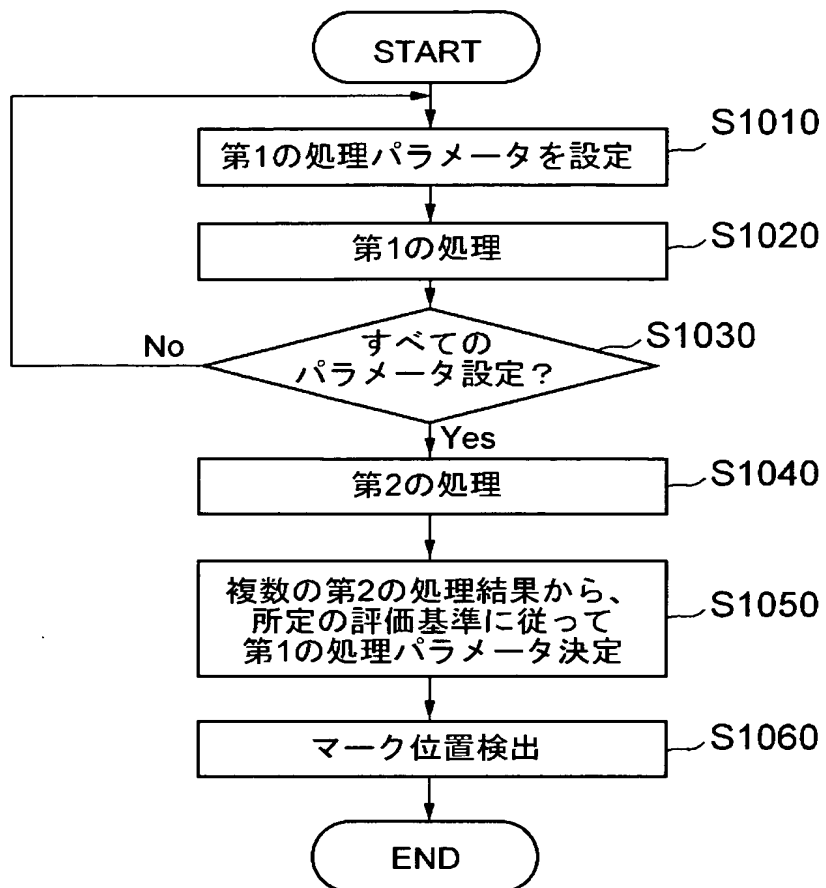 START
S1010
第1の処理パラメータを設定
S1020
第1の処理
S1030
すべての
パラメータ設定？
No
Yes
S1040
第2の処理
S1050
複数の第2の処理結果から、
所定の評価基準に従って
第1の処理パラメータ決定
S1060
マーク位置検出
END